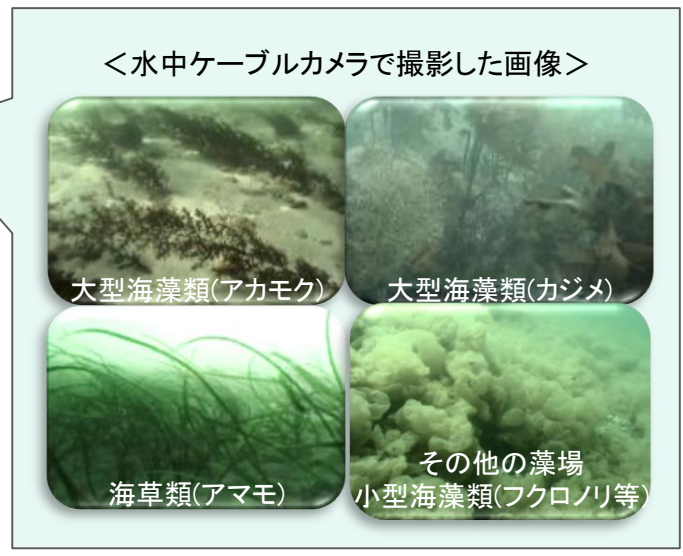 ＜水中ケーブルカメラで撮影した画像＞
大型海藻類(アカモク)
大型海藻類(カジメ)
海草類(アマモ)
その他の藻場
小型海藻類(フクロノリ等)